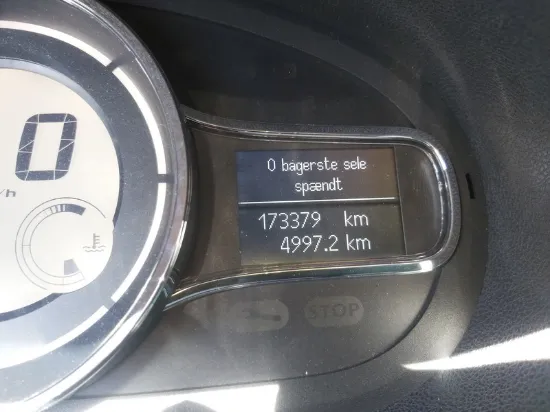 0
/h
0 bagerste sele
spændt
173379 km
4997.2 km
STOP